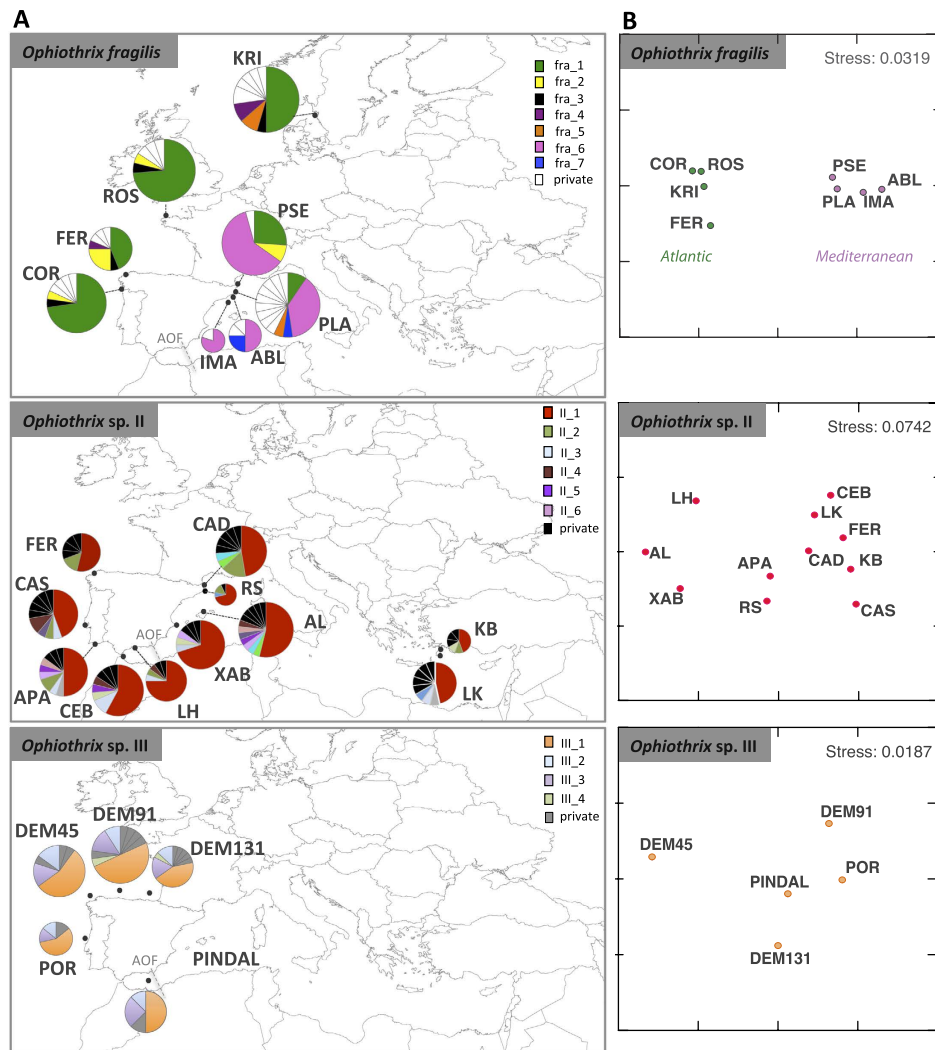 A
B
Ophiothrix fragilis
KRI
fra_1
fra_2
fra_3
fra_4
fra_5
fra_6
fra_7
private
ROS
PSE
FER
COR
PLA
AOF
IMA
ABL
Ophiothrix fragilis
Stress: 0.0319
COR
ROS
KRI
FER
PSE
ABL
PLA
IMA
Atlantic
Mediterranean
Ophiothrix sp. II
II_1
II_2
II_3
II_4
II_5
II_6
private
CAD
FER
CAS
RS
AOF
AL
KB
XAB
APA
CEB
LH
LK
Ophiothrix sp. II
Stress: 0.0742
LH
CEB
LK
FER
AL
APA
CAD
KB
XAB
RS
CAS
Ophiothrix sp. III
III_1
III_2
III_3
III_4
private
DEM91
DEM45
DEM131
POR
AOF
PINDAL
Ophiothrix sp. III
Stress: 0.0187
DEM91
DEM45
POR
PINDAL
DEM131